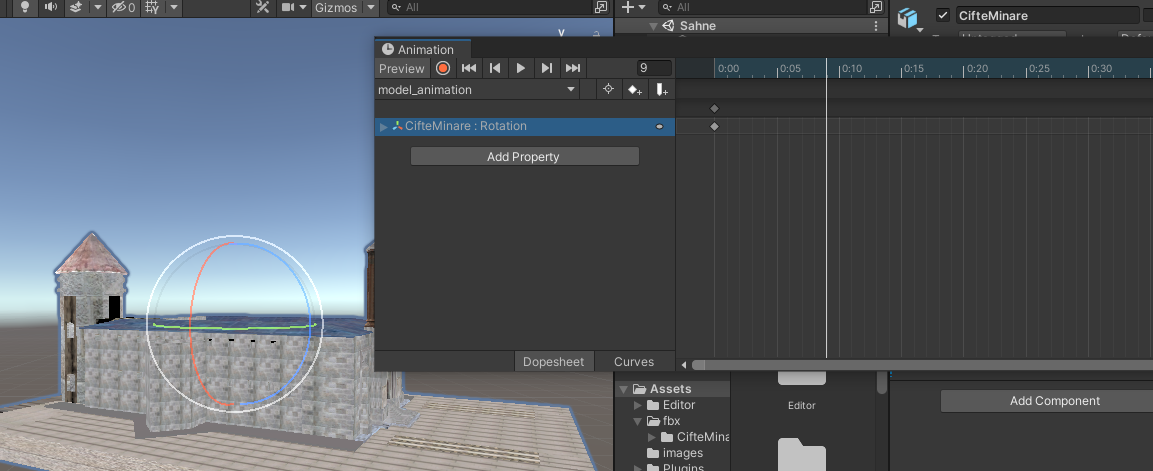 0
Gizmos
All
All
Sahne
CifteMinare
Animation
Preview
9
0:00
0:05
0:10
0:15
0:20
0:25
0:30
model_animation
CifteMinare : Rotation
Add Property
Dopesheet
Curves
Assets
Editor
fbx
CifteMina
images
Plugins
Editor
Add Component